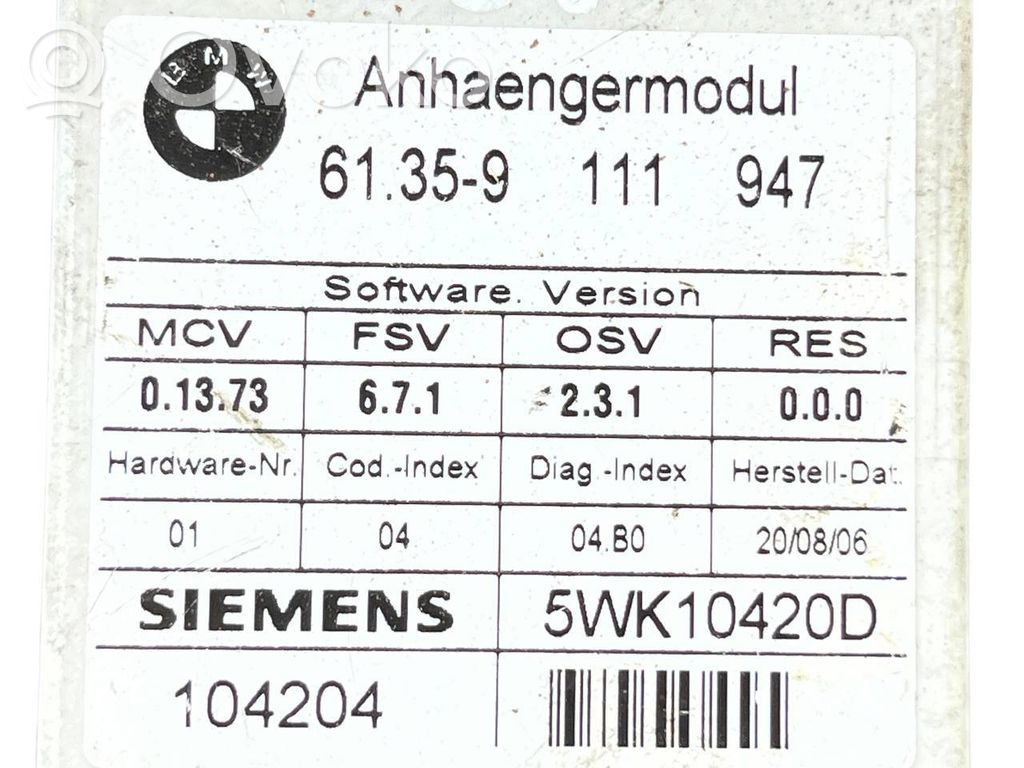 Ovoko
BMW
Anhaengermodul
61.35-9 111 947
Software. Version
MCV FSV OSV RES
0.13.73 6.7.1 2.3.1 0.0.0
Hardware-Nr. Cod.-Index Diag.-Index Herstell-Dat.
01 04 04.B0 20/08/06
SIEMENS 5WK10420D
104204